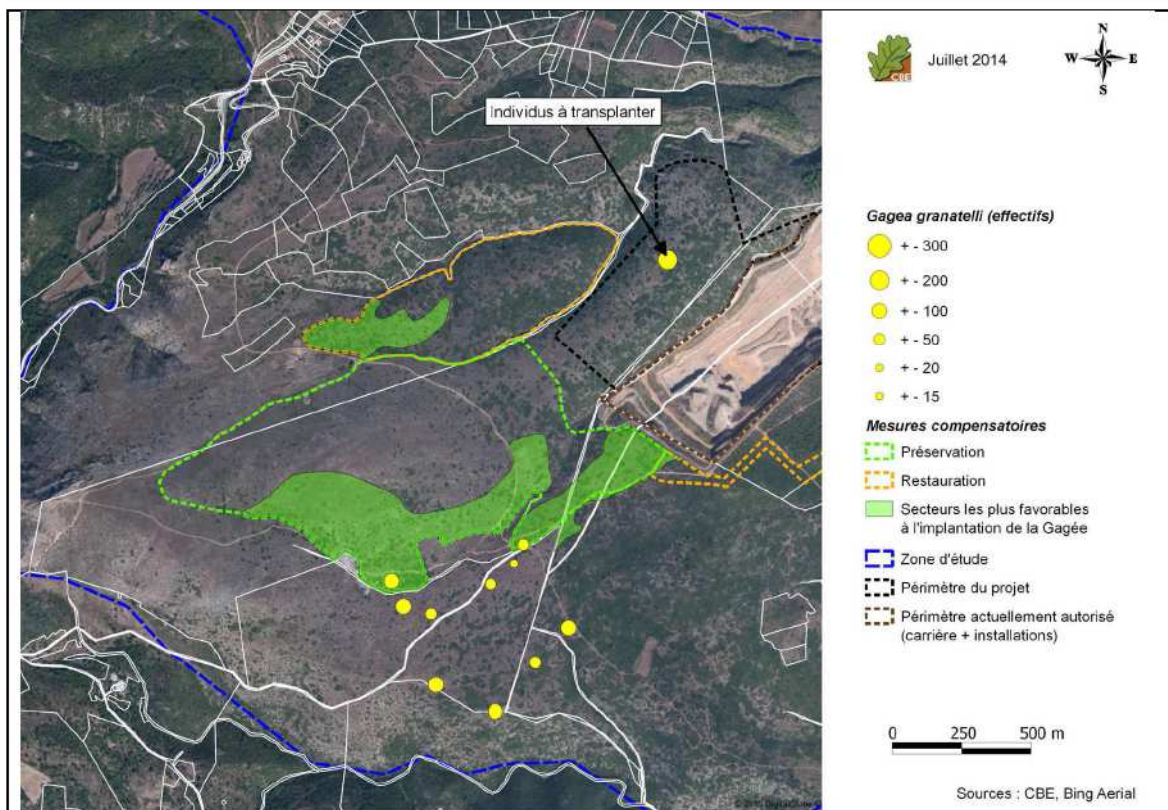 Individus à transplanter
CBE
Juillet 2014
N
W
E
S
Gagea granatelli (effectifs)
+ - 300
+ - 200
+ - 100
+ - 50
+ - 20
+ - 15
Mesures compensatoires
Préservation
Restauration
Secteurs les plus favorables
à l'implantation de la Gagée
Zone d'étude
Périmètre du projet
Périmètre actuellement autorisé
(carrière + installations)
0 250 500 m
Sources : CBE, Bing Aerial